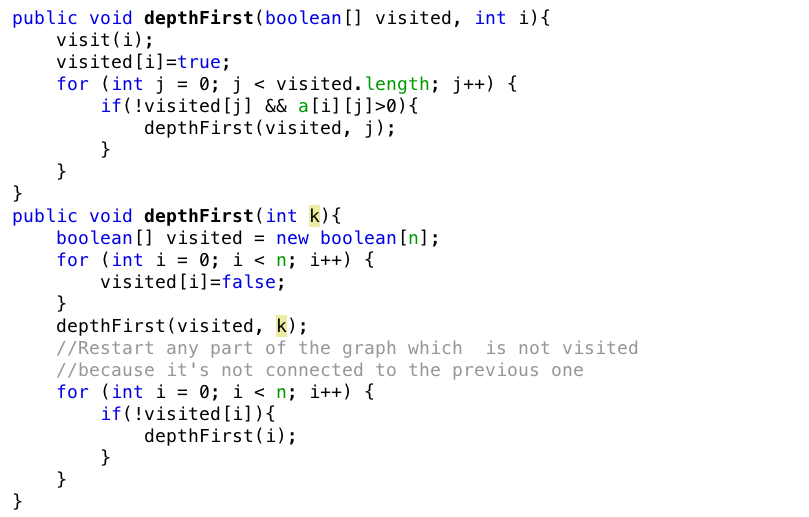 public void depthFirst(boolean[] visited, int i){
    visit(i);
    visited[i]=true;
    for (int j = 0; j < visited.length; j++) {
        if(!visited[j] && a[i][j]>0){
            depthFirst(visited, j);
        }
    }
}
public void depthFirst(int k){
    boolean[] visited = new boolean[n];
    for (int i = 0; i < n; i++) {
        visited[i]=false;
    }
    depthFirst(visited, k);
    //Restart any part of the graph which  is not visited
    //because it's not connected to the previous one
    for (int i = 0; i < n; i++) {
        if(!visited[i]){
            depthFirst(i);
        }
    }
}